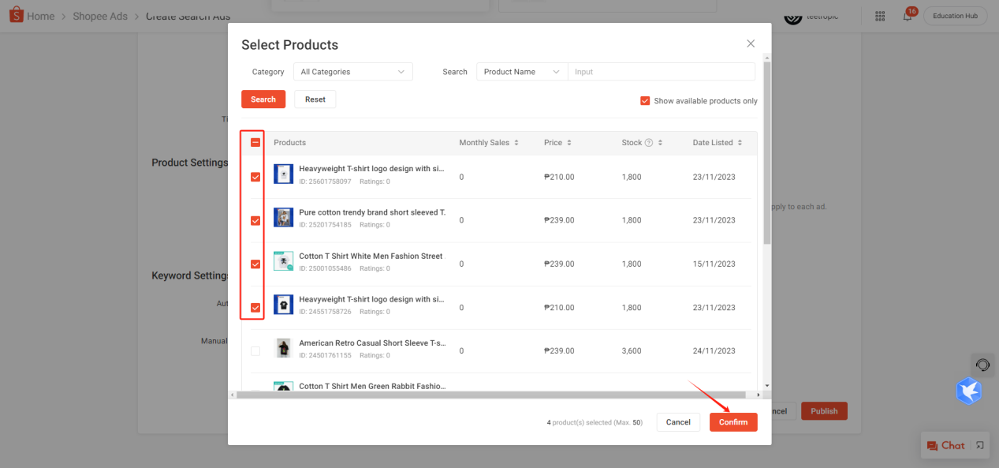 Home > Shopee Ads > Create Search Ads
teetropic
16
Education Hub
Select Products
Category
All Categories
Search
Product Name
Input
Search
Reset
Show available products only
Products
Monthly Sales
Price
Stock
Date Listed
Heavyweight T-shirt logo design with si...
ID: 25601758097 Ratings: 0
0
₱210.00
1,800
23/11/2023
Pure cotton trendy brand short sleeved T.
ID: 25201754185 Ratings: 0
0
₱239.00
1,800
23/11/2023
Cotton T Shirt White Men Fashion Street
ID: 25001055486 Ratings: 0
0
₱239.00
1,800
15/11/2023
Heavyweight T-shirt logo design with si...
ID: 24551758726 Ratings: 0
0
₱210.00
1,800
23/11/2023
American Retro Casual Short Sleeve T-s...
ID: 24501761155 Ratings: 0
0
₱239.00
3,600
24/11/2023
Cotton T Shirt Men Green Rabbit Fashio...
4 product(s) selected (Max. 50)
Cancel
Confirm
Product Settings
pply to each ad.
Keyword Setting
Manual
ncel
Publish
Chat